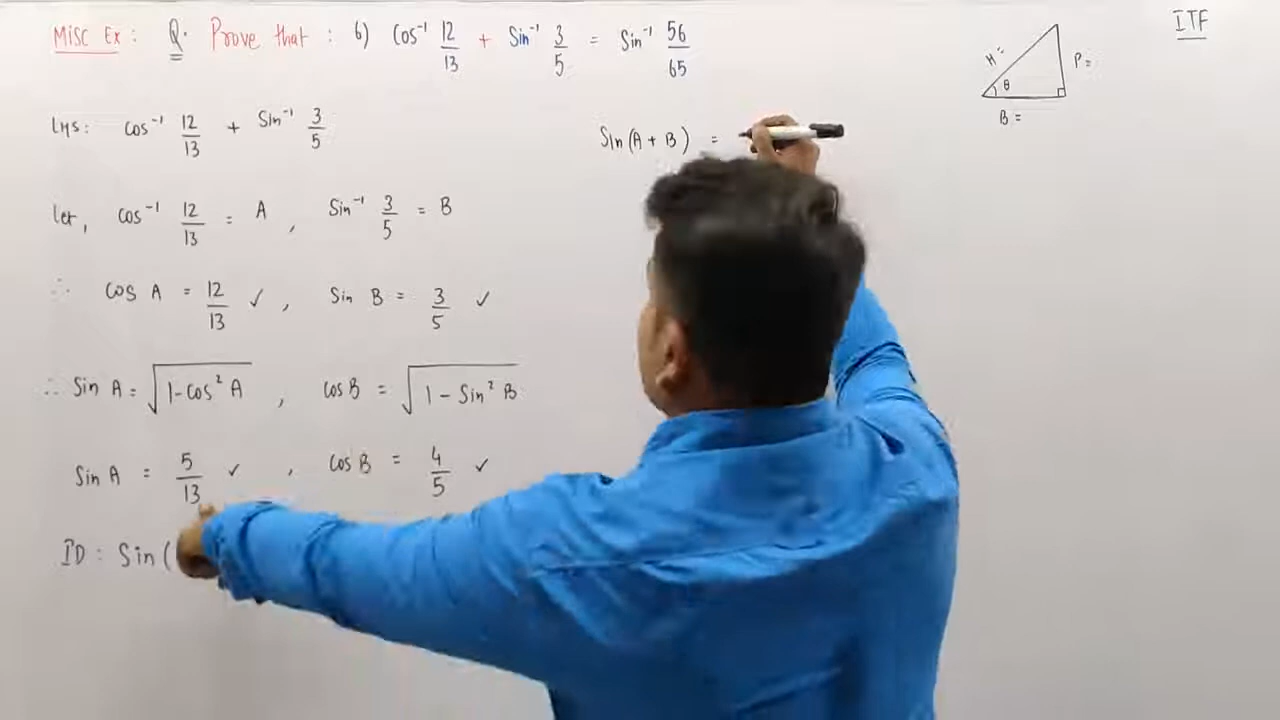 Misc Ex : Q. Prove that : 6) Cos⁻¹ 12/13 + Sin⁻¹ 3/5 = Sin⁻¹ 56/65
ITF
H =
P =
θ
B =
LHS : cos⁻¹ 12/13 + Sin⁻¹ 3/5
Sin(A + B) =
let, cos⁻¹ 12/13 = A , Sin⁻¹ 3/5 = B
∴ cos A = 12/13 ✓ , Sin B = 3/5 ✓
∴ Sin A = √(1-cos² A) , cos B = √(1 - Sin² B)
Sin A = 5/13 ✓ , cos B = 4/5 ✓
ID : Sin (